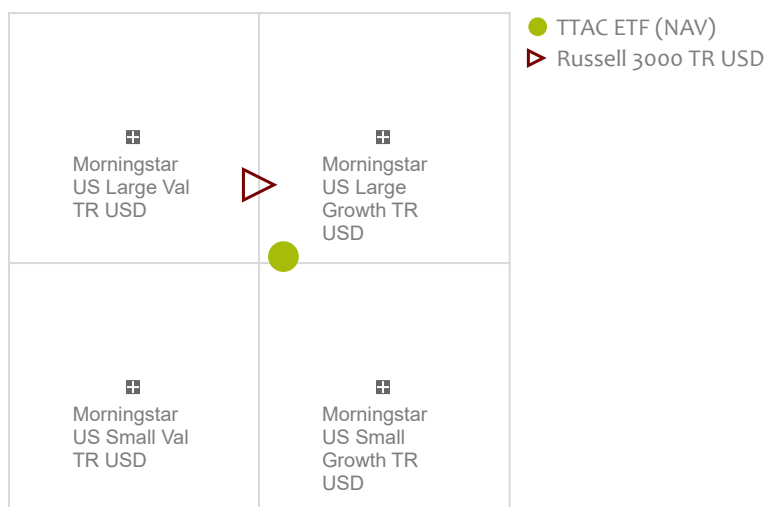 TTAC ETF (NAV)
Russell 3000 TR USD
Morningstar
US Large Val
TR USD
Morningstar
US Large
Growth TR
USD
Morningstar
US Small Val
TR USD
Morningstar
US Small
Growth TR
USD